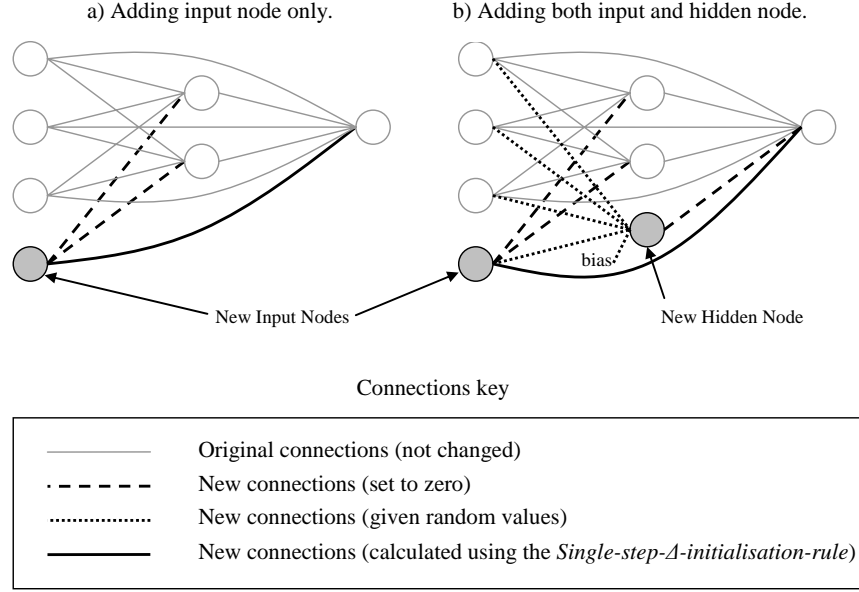 a) Adding input node only.
b) Adding both input and hidden node.
bias
New Input Nodes
New Hidden Node
Connections key
Original connections (not changed)
New connections (set to zero)
New connections (given random values)
New connections (calculated using the Single-step-Δ-initialisation-rule)